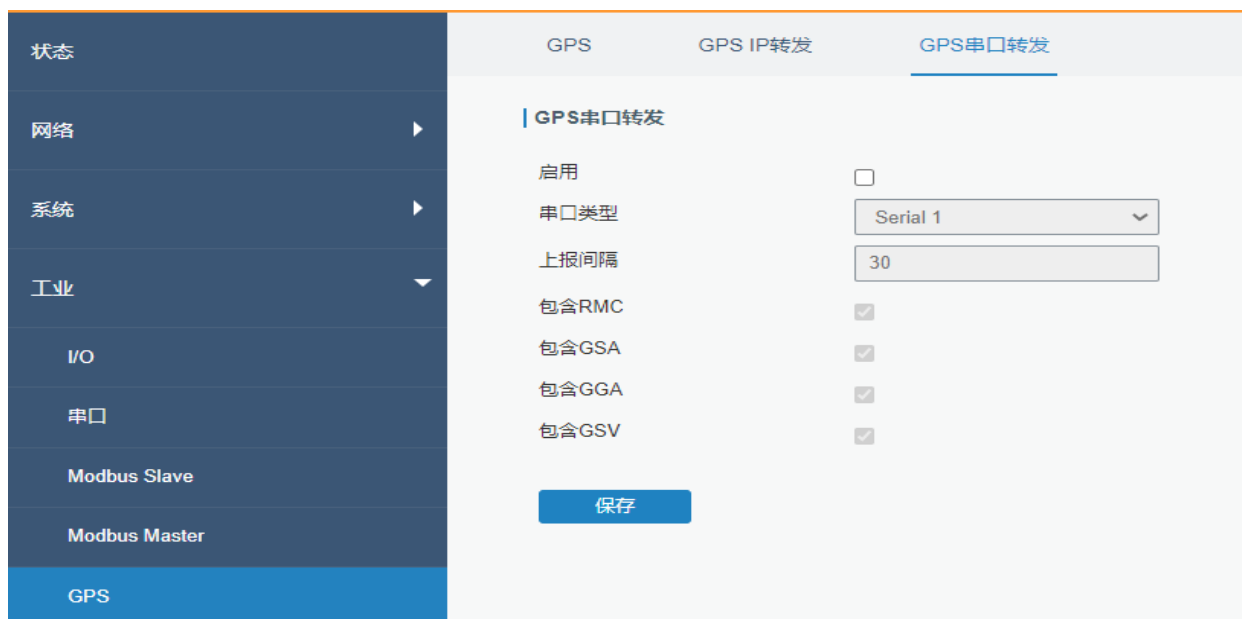 状态
网络
系统
工业
I/O
串口
Modbus Slave
Modbus Master
GPS
GPS GPS IP转发 GPS串口转发
GPS串口转发
启用
串口类型 Serial 1
上报间隔 30
包含RMC
包含GSA
包含GGA
包含GSV
保存